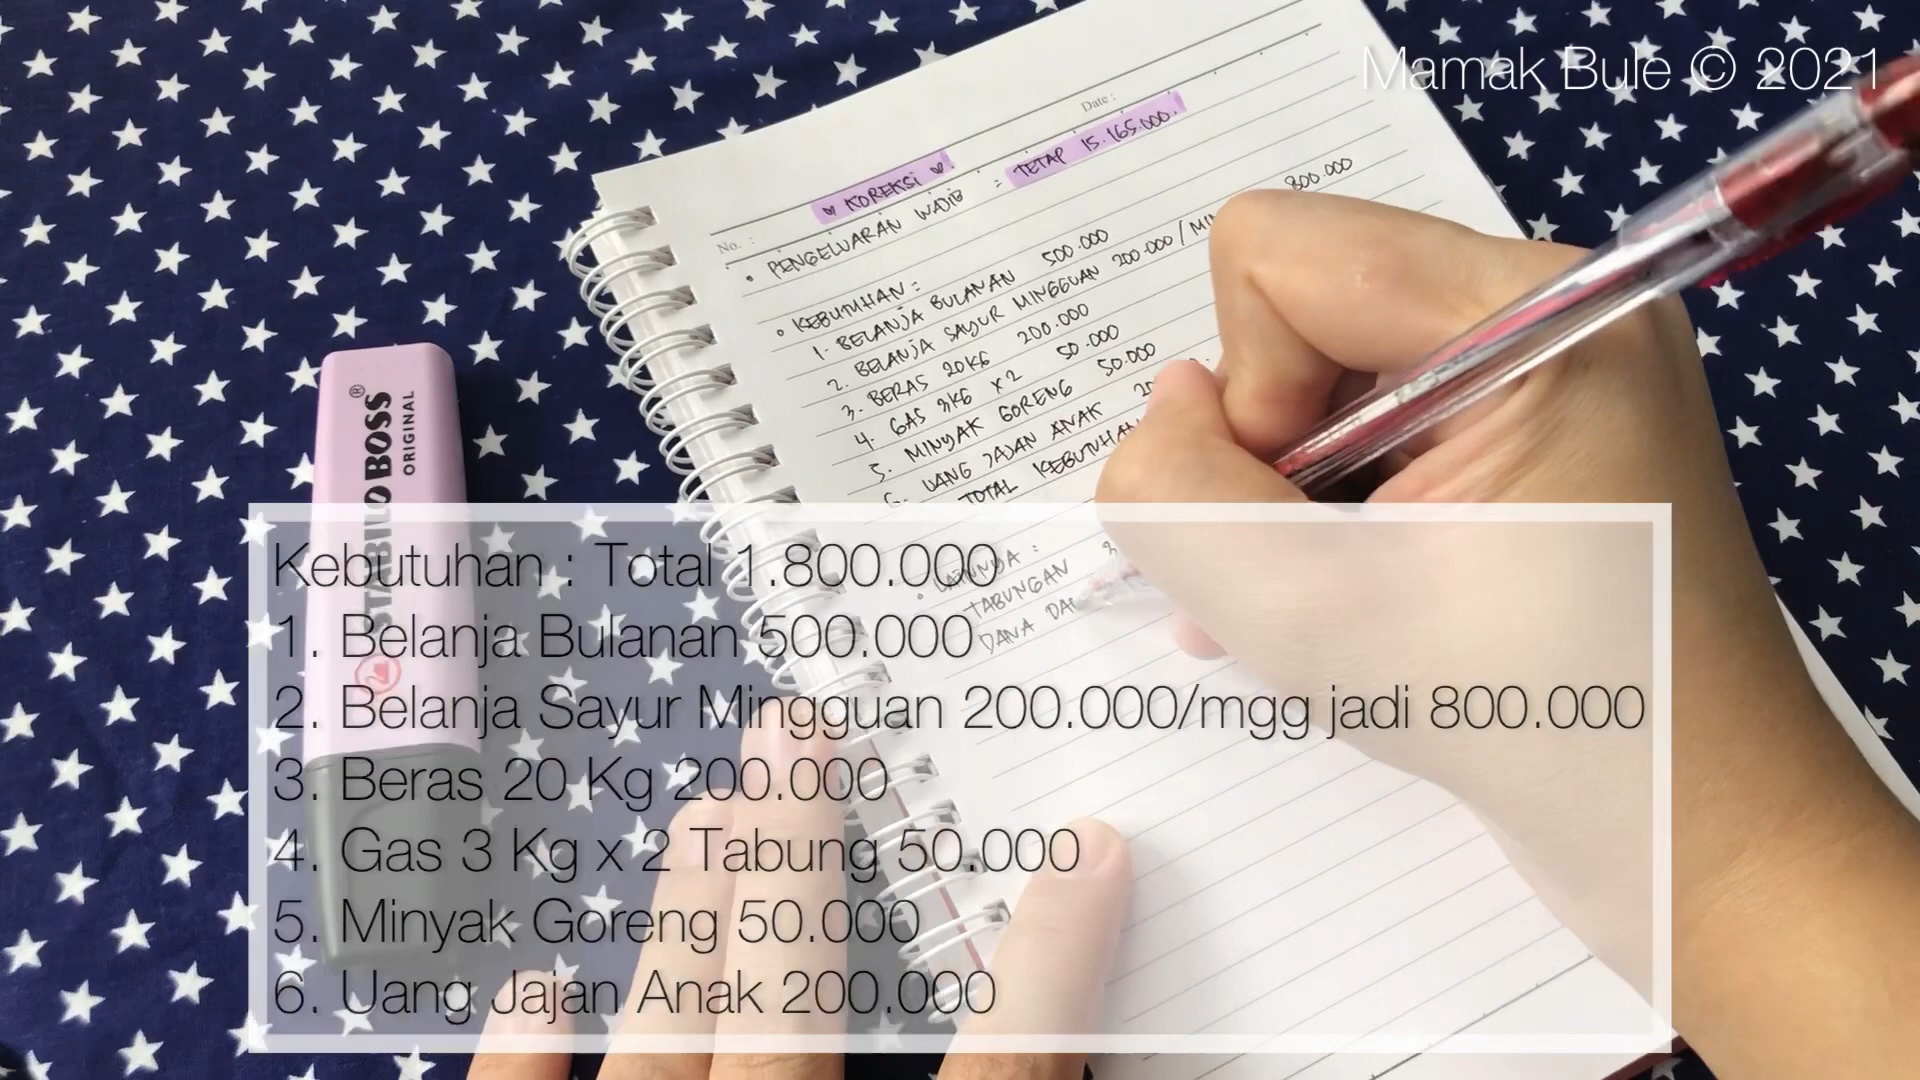 Mamak Bule © 2021
Date :
No. :
KOREKSI
• PENGELUARAN WAJIB = TETAP 15.165.000.
• KEBUTUHAN :
1. BELANJA BULANAN 500.000
2. BELANJA SAYUR MINGGUAN 200.000 / 800.000
3. BERAS 20KG 200.000
4. GAS 3KG x 2 50.000
5. MINYAK GORENG 50.000
6. UANG JAJAN ANAK
TOTAL KEBUTUHAN
• LAINNYA :
TABUNGAN
DANA
STABILO BOSS ®
ORIGINAL
Kebutuhan : Total 1.800.000
1. Belanja Bulanan 500.000
2. Belanja Sayur Mingguan 200.000/mgg jadi 800.000
3. Beras 20 Kg 200.000
4. Gas 3 Kg x 2 Tabung 50.000
5. Minyak Goreng 50.000
6. Uang Jajan Anak 200.000